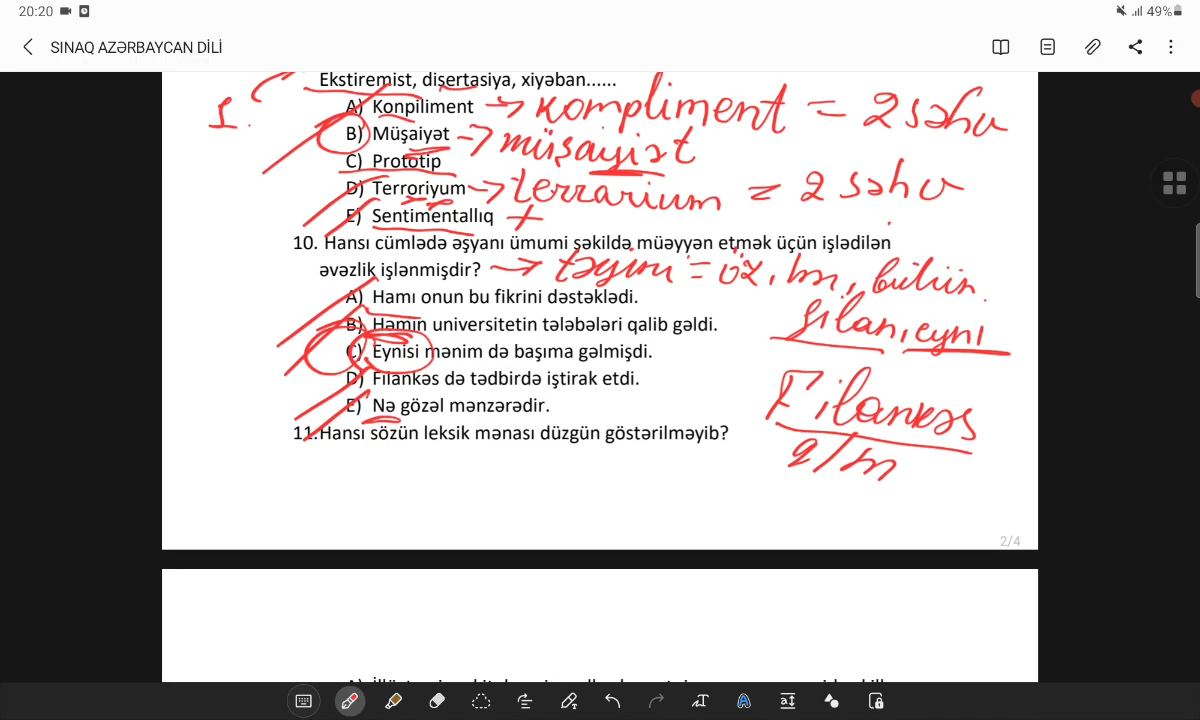 20:20
49%
SINAQ AZƏRBAYCAN DİLİ
Ekstiremist, disertasiya, xiyəban......
1.
A) Konpiliment → kompliment = 2 səhv
B) Müşaiyət → müşayiət
C) Prototip
D) Terroriyum → terrarium = 2 səhv
E) Sentimentallıq +
10. Hansı cümlədə əşyanı ümumi şəkildə müəyyən etmək üçün işlədilən
əvəzlik işlənmişdir? → təyini = öz, hm, bütün
A) Hamı onun bu fikrini dəstəklədi.
filan, eyni
B) Həmin universitetin tələbələri qalib gəldi.
C) Eynisi mənim də başıma gəlmişdi.
D) Filankəs də tədbirdə iştirak etdi.
Filankəs
E) Nə gözəl mənzərədir.
q/m
11.Hansı sözün leksik mənası düzgün göstərilməyib?
2/4